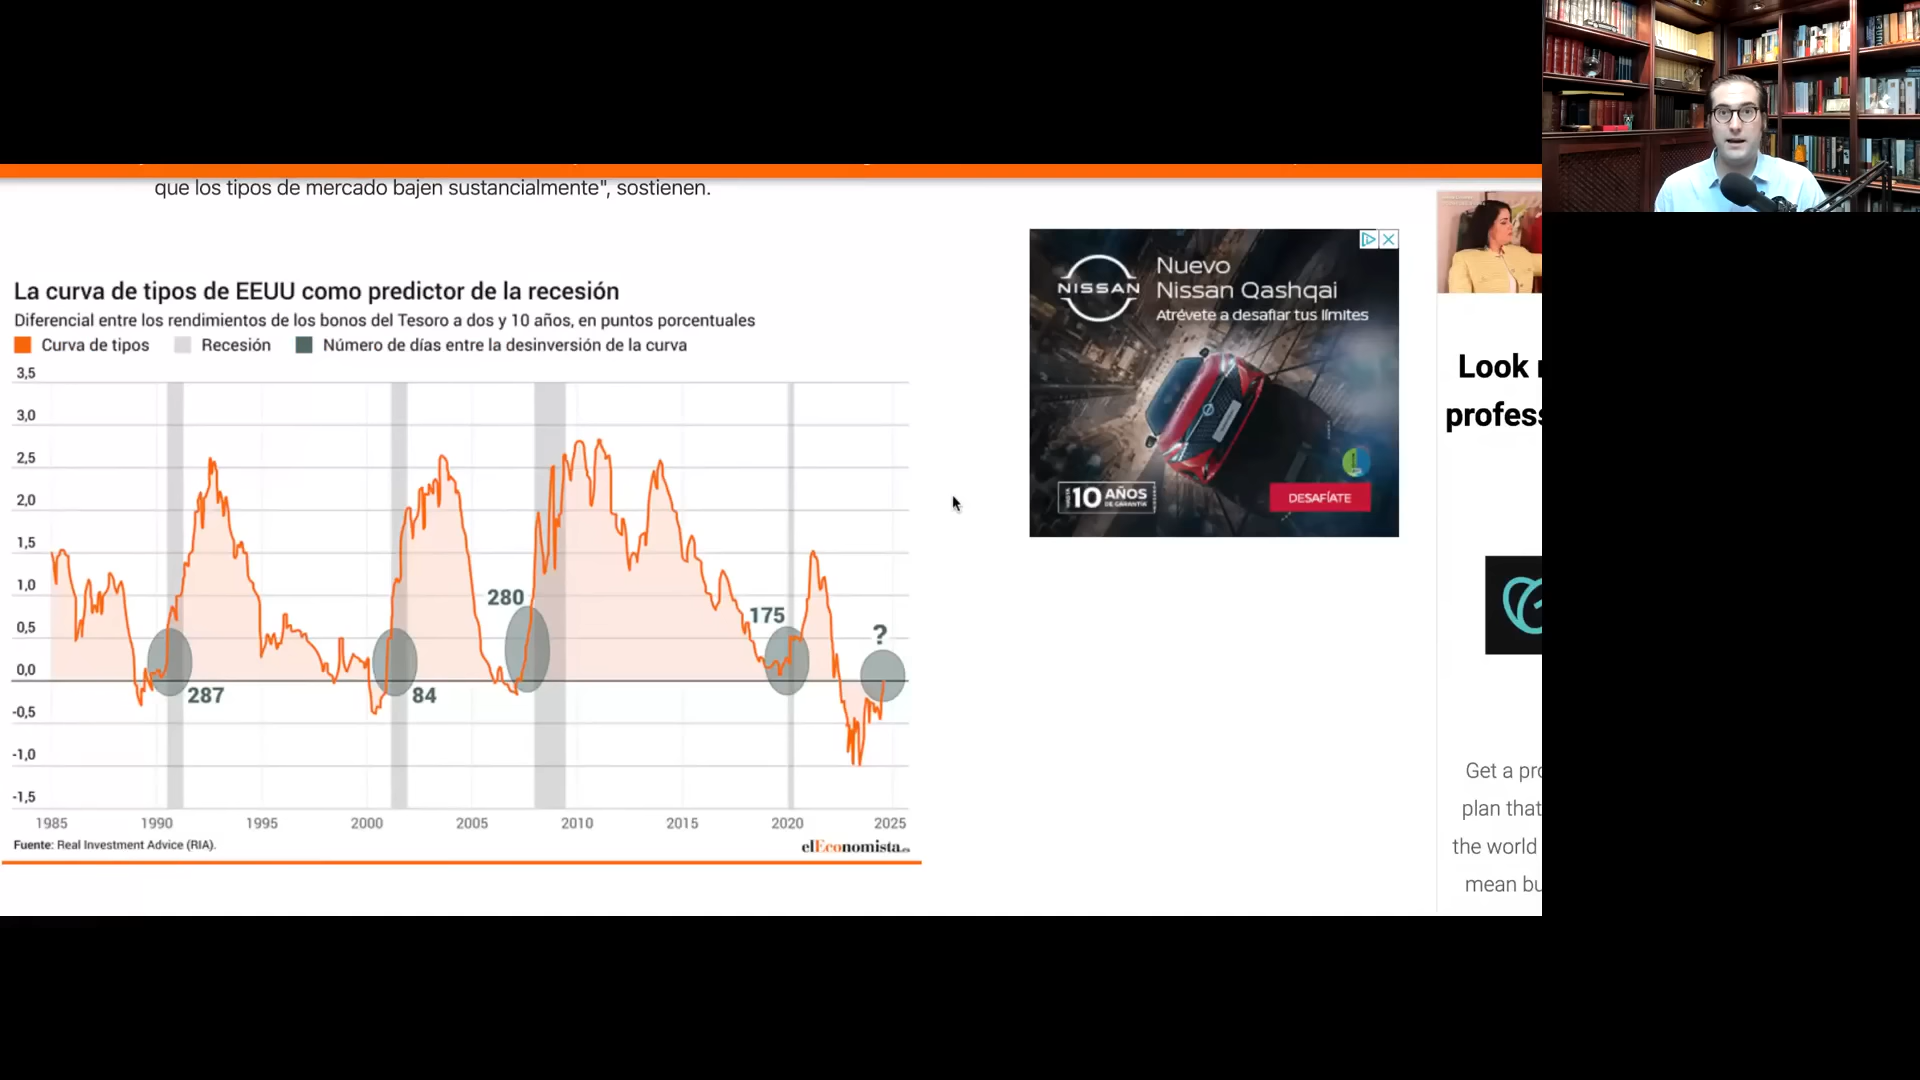 que los tipos de mercado bajen sustancialmente", sostienen.
La curva de tipos de EEUU como predictor de la recesión
Diferencial entre los rendimientos de los bonos del Tesoro a dos y 10 años, en puntos porcentuales
Curva de tipos
Recesión
Número de días entre la desinversión de la curva
3,5
3,0
2,5
2,0
1,5
1,0
0,5
0,0
-0,5
-1,0
-1,5
287
84
280
175
?
1985 1990 1995 2000 2005 2010 2015 2020 2025
Fuente: Real Investment Advice (RIA).
elEconomista.es
NISSAN
Nuevo
Nissan Qashqai
Atrévete a desafiar tus límites
HASTA 10 AÑOS
DE GARANTÍA
DESAFÍATE
Look
profes
Get a pro
plan that
the world
mean bu